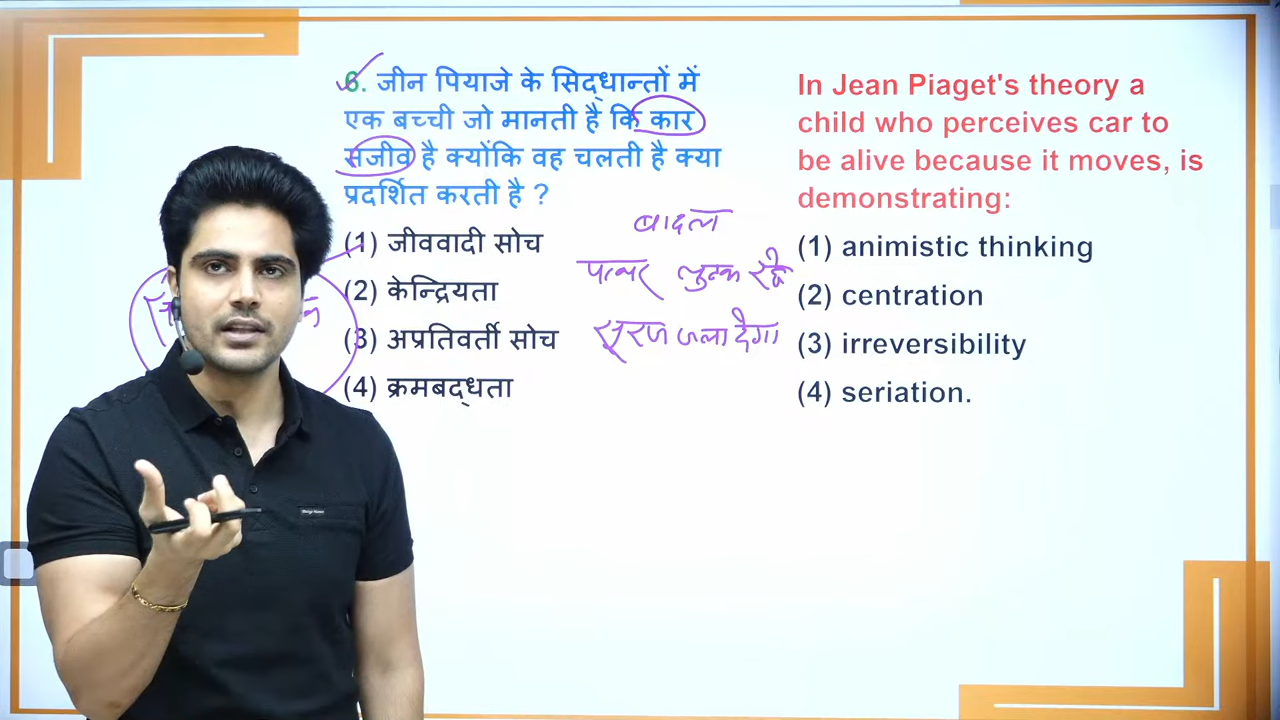 6. जीन पियाजे के सिद्धान्तों में
एक बच्ची जो मानती है कि कार
सजीव है क्योंकि वह चलती है क्या
प्रदर्शित करती है ?
(1) जीववादी सोच
(2) केन्द्रियता
(3) अप्रतिवर्ती सोच
(4) क्रमबद्धता
बादल
पत्थर लुढक रहे
सूरज जला देगा
In Jean Piaget's theory a
child who perceives car to
be alive because it moves, is
demonstrating:
(1) animistic thinking
(2) centration
(3) irreversibility
(4) seriation.